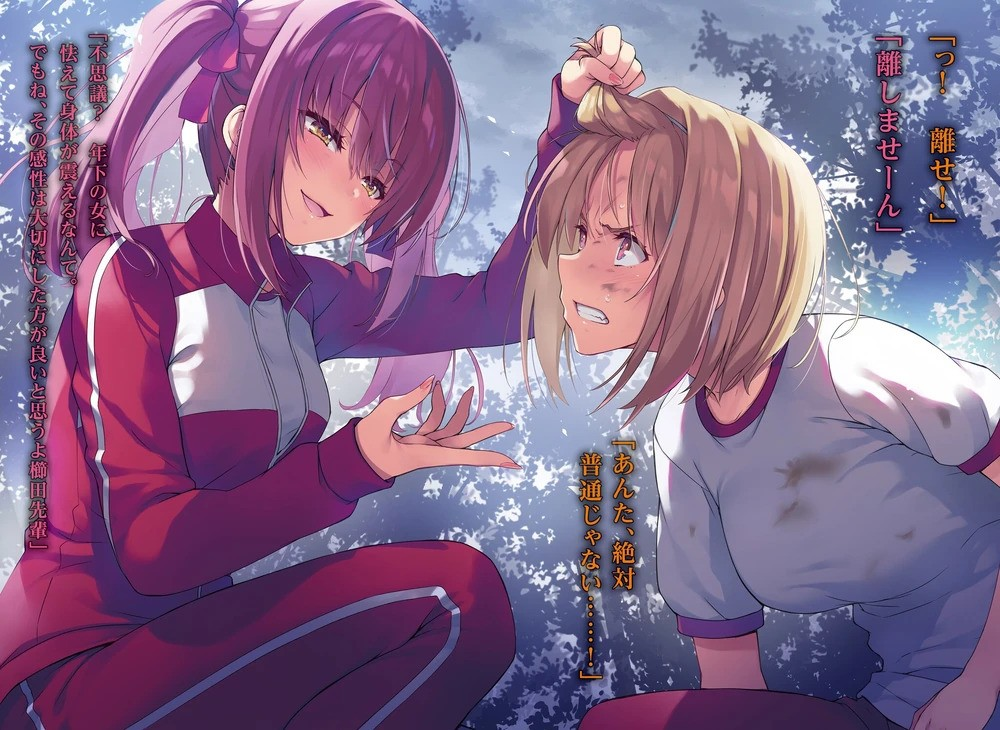 「っ！　離せ！」
「離しませーん」
「あんた、絶対
普通じゃない……！」
「不思議？　年下の女に
怯えて身体が震えるなんて。
でもね、その感性は大切にした方が良いと思うよ櫛田先輩」